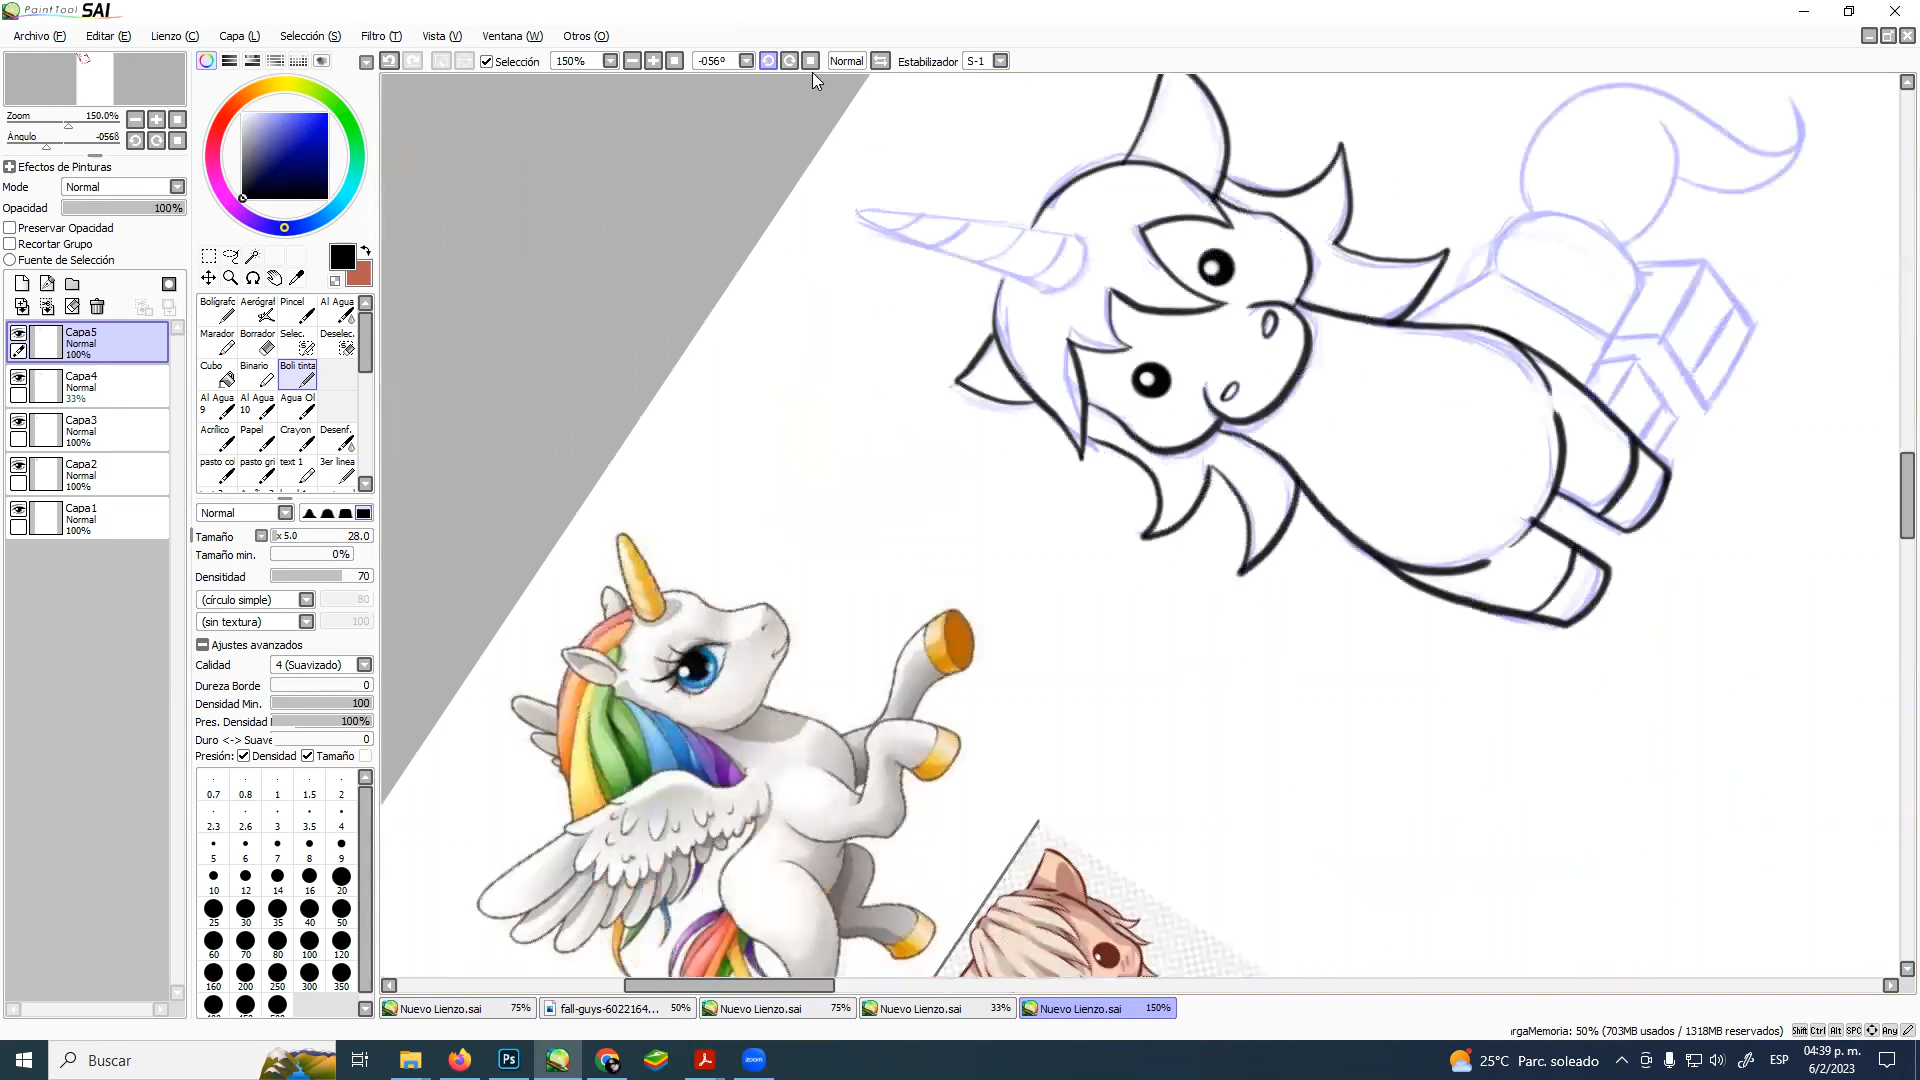 PaintTool SAI
Archivo (F) Editar (E) Lienzo (C) Capa (L) Selección (S) Filtro (T) Vista (V) Ventana (W) Otros (O)
Selección 150% -056º Normal Estabilizador S-1
Zoom 150.0%
Ángulo -056º
Efectos de Pinturas
Mode Normal
Opacidad 100%
Preservar Opacidad
Recortar Grupo
Fuente de Selección
Capa5
Normal
100%
Capa4
Normal
33%
Capa3
Normal
100%
Capa2
Normal
100%
Capa1
Normal
100%
Bolígrafc Aerógraf Pincel Al Agua
Marador Borrador Selec. Deselec.
Cubo Binario Boli tinta
Al Agua 9 Al Agua 10 Agua Ol
Acrílico Papel Crayon Desenf.
pasto co pasto gri text 1 3er linea
Normal
Tamaño x 5.0 28.0
Tamaño min. 0%
Densitidad 70
(círculo simple) 80
(sin textura) 100
Ajustes avanzados
Calidad 4 (Suavizado)
Dureza Borde 0
Densidad Min. 100
Pres. Densidad 100%
Duro <-> Suave 0
Presión: Densidad Tamaño
0.7 0.8 1 1.5 2
2.3 2.6 3 3.5 4
5 6 7 8 9
10 12 14 16 20
25 30 35 40 50
60 70 80 100 120
160 200 250 300 350
Nuevo Lienzo.sai 75% fall-guys-6022164... 50% Nuevo Lienzo.sai 75% Nuevo Lienzo.sai 33% Nuevo Lienzo.sai 150%
rgaMemoria: 50% (703MB usados / 1318MB reservados) Shift Ctrl Alt SPC Any
Buscar
Ps
zoom
25°C Parc. soleado ESP
04:39 p. m.
6/2/2023